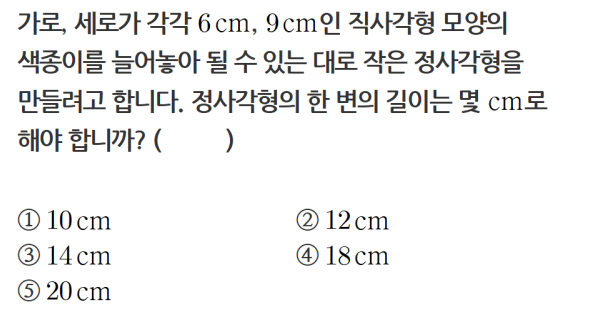 가로, 세로가 각각 6 cm, 9 cm인 직사각형 모양의
색종이를 늘어놓아 될 수 있는 대로 작은 정사각형을
만들려고 합니다. 정사각형의 한 변의 길이는 몇 cm로
해야 합니까? (       )
① 10 cm ② 12 cm
③ 14 cm ④ 18 cm
⑤ 20 cm